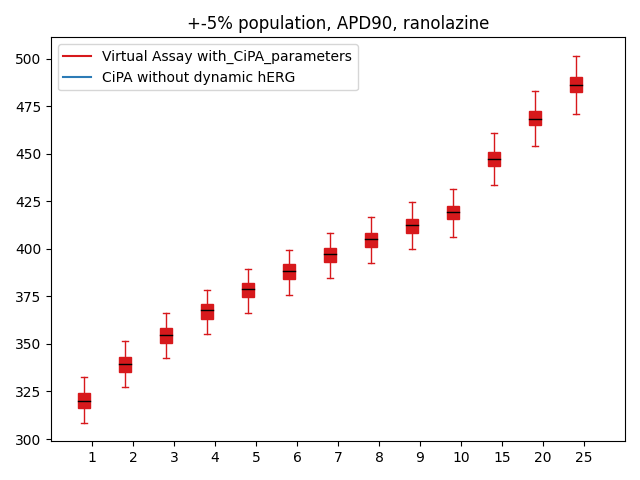 +-5% population, APD90, ranolazine
Virtual Assay with_CiPA_parameters
CiPA without dynamic hERG
500
475
450
425
400
375
350
325
300
1 2 3 4 5 6 7 8 9 10 15 20 25